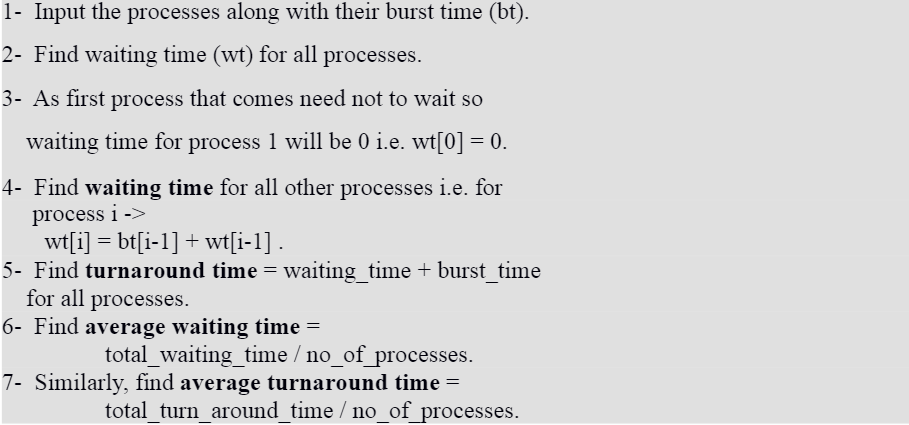 1- Input the processes along with their burst time (bt).
2- Find waiting time (wt) for all processes.
3- As first process that comes need not to wait so
waiting time for process 1 will be 0 i.e. wt[0] = 0.
4- Find waiting time for all other processes i.e. for
process i ->
wt[i] = bt[i-1] + wt[i-1] .
5- Find turnaround time = waiting_time + burst_time
for all processes.
6- Find average waiting time =
total_waiting_time / no_of_processes.
7- Similarly, find average turnaround time =
total_turn_around_time / no_of_processes.